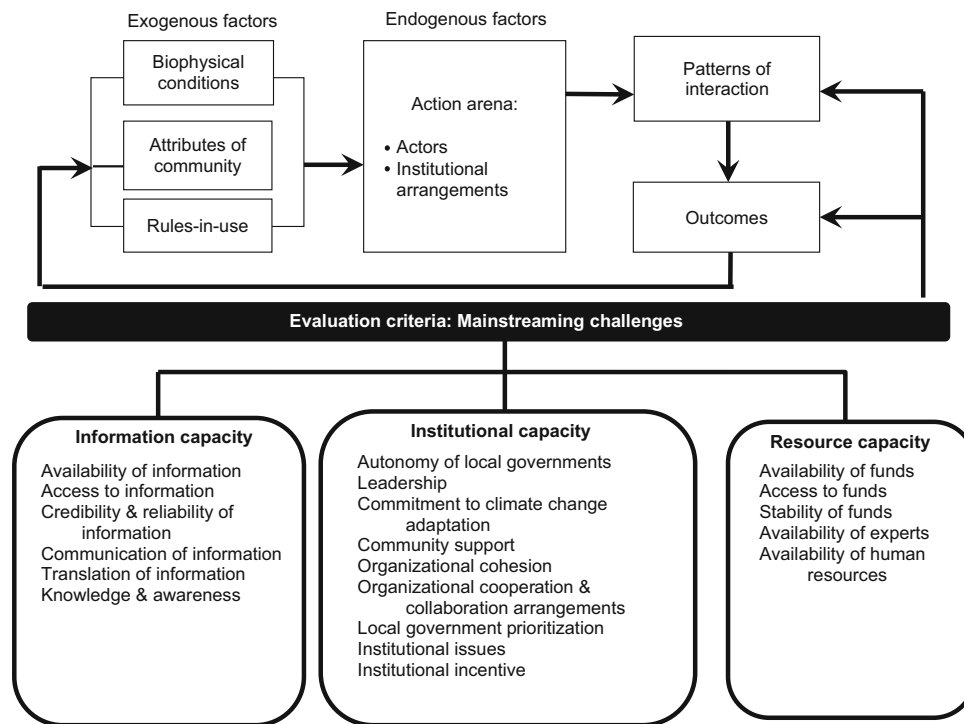 Exogenous factors
Endogenous factors
Biophysical
conditions
Attributes of
community
Rules-in-use
Action arena:
• Actors
• Institutional
arrangements
Patterns of
interaction
Outcomes
Evaluation criteria: Mainstreaming challenges
Information capacity
Availability of information
Access to information
Credibility & reliability of
information
Communication of information
Translation of information
Knowledge & awareness
Institutional capacity
Autonomy of local governments
Leadership
Commitment to climate change
adaptation
Community support
Organizational cohesion
Organizational cooperation &
collaboration arrangements
Local government prioritization
Institutional issues
Institutional incentive
Resource capacity
Availability of funds
Access to funds
Stability of funds
Availability of experts
Availability of human
resources